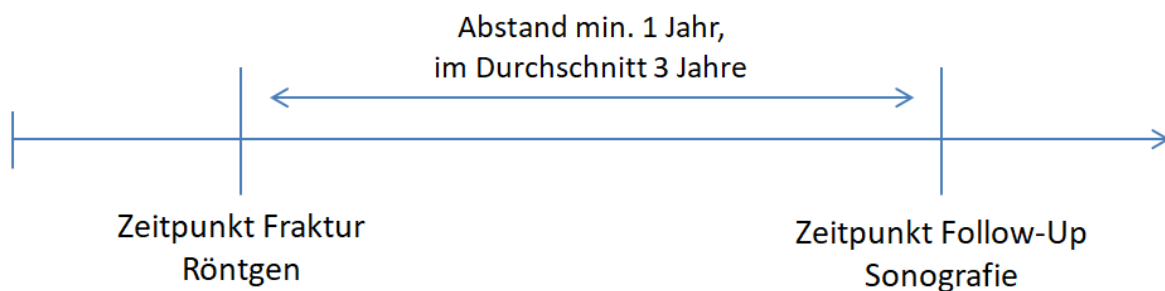 Abstand min. 1 Jahr,
im Durchschnitt 3 Jahre
Zeitpunkt Fraktur
Röntgen
Zeitpunkt Follow-Up
Sonografie